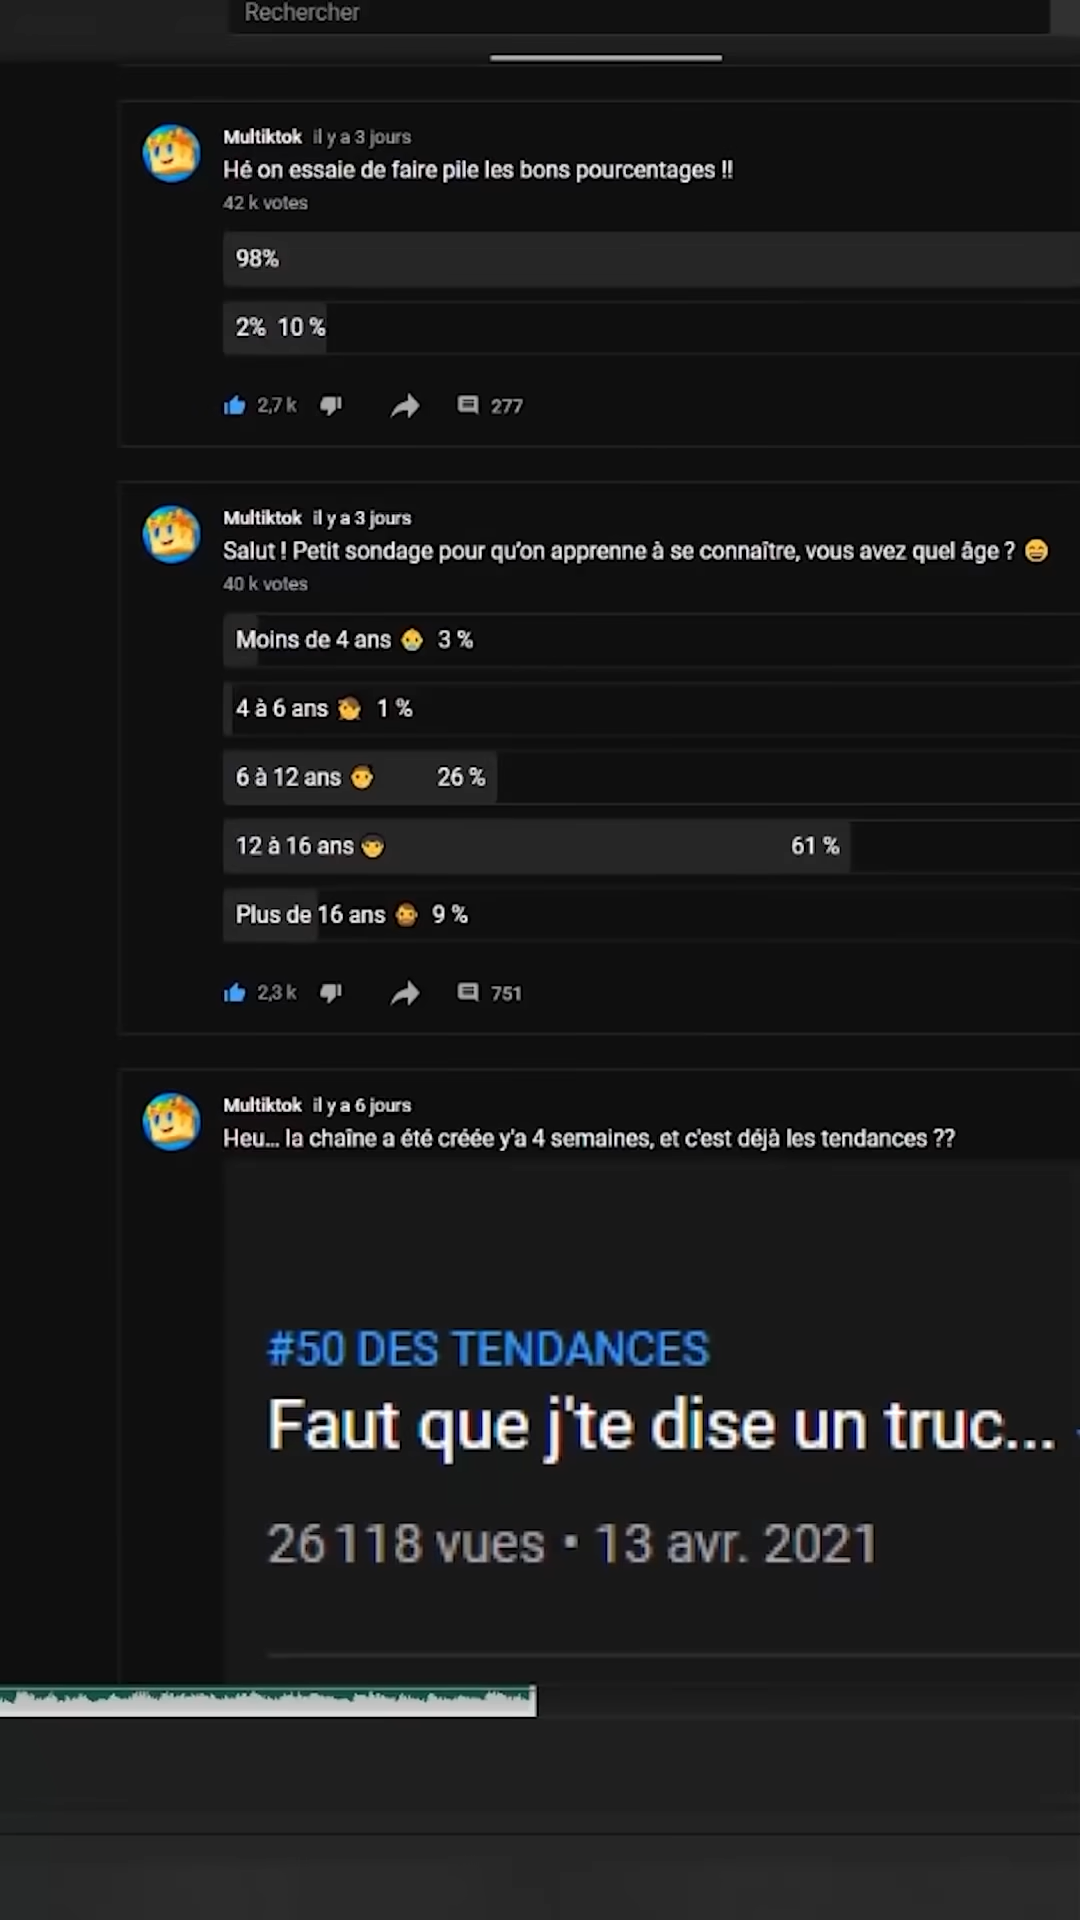 Rechercher
Multiktok il y a 3 jours
Hé on essaie de faire pile les bons pourcentages !!
42 k votes
98%
2% 10 %
2,7 k 277
Multiktok il y a 3 jours
Salut ! Petit sondage pour qu'on apprenne à se connaître, vous avez quel âge ? 😄
40 k votes
Moins de 4 ans 👶 3 %
4 à 6 ans 🧒 1 %
6 à 12 ans 👨 26 %
12 à 16 ans 👦 61 %
Plus de 16 ans 🧔 9 %
2,3 k 751
Multiktok il y a 6 jours
Heu... la chaîne a été créée y'a 4 semaines, et c'est déjà les tendances ??
#50 DES TENDANCES
Faut que j'te dise un truc...
26 118 vues • 13 avr. 2021